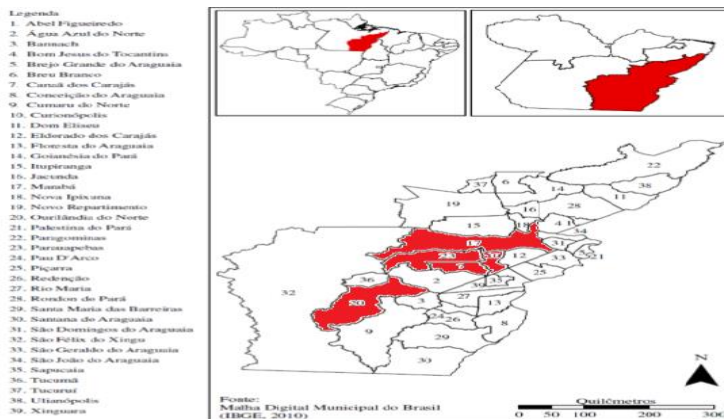 Legenda
1. Abel Figueiredo
2. Água Azul do Norte
3. Bannach
4. Bom Jesus do Tocantins
5. Brejo Grande do Araguaia
6. Breu Branco
7. Canaã dos Carajás
8. Conceição do Araguaia
9. Cumaru do Norte
10. Curionópolis
11. Dom Eliseu
12. Eldorado dos Carajás
13. Floresta do Araguaia
14. Goianésia do Pará
15. Itupiranga
16. Jacunda
17. Marabá
18. Nova Ipixuna
19. Novo Repartimento
20. Ourilândia do Norte
21. Palestina do Pará
22. Paragominas
23. Parauapebas
24. Pau D'Arco
25. Piçarra
26. Redenção
27. Rio Maria
28. Rondon do Pará
29. Santa Maria das Barreiras
30. Santana do Araguaia
31. São Domingos do Araguaia
32. São Félix do Xingu
33. São Geraldo do Araguaia
34. São João do Araguaia
35. Sapucaia
36. Tucumã
37. Tucuruí
38. Ulianópolis
39. Xinguara
22
37 6 38
14
19 28 11
16
15 18 41
34
17 31
23 12 33 21
25
32 36 2 39 35
20 3 27 13
24 26
9 8
29
30
N
Fonte:
Malha Digital Municipal do Brasil
(IBGE, 2010)
Quilômetros
0 50 100 200 300